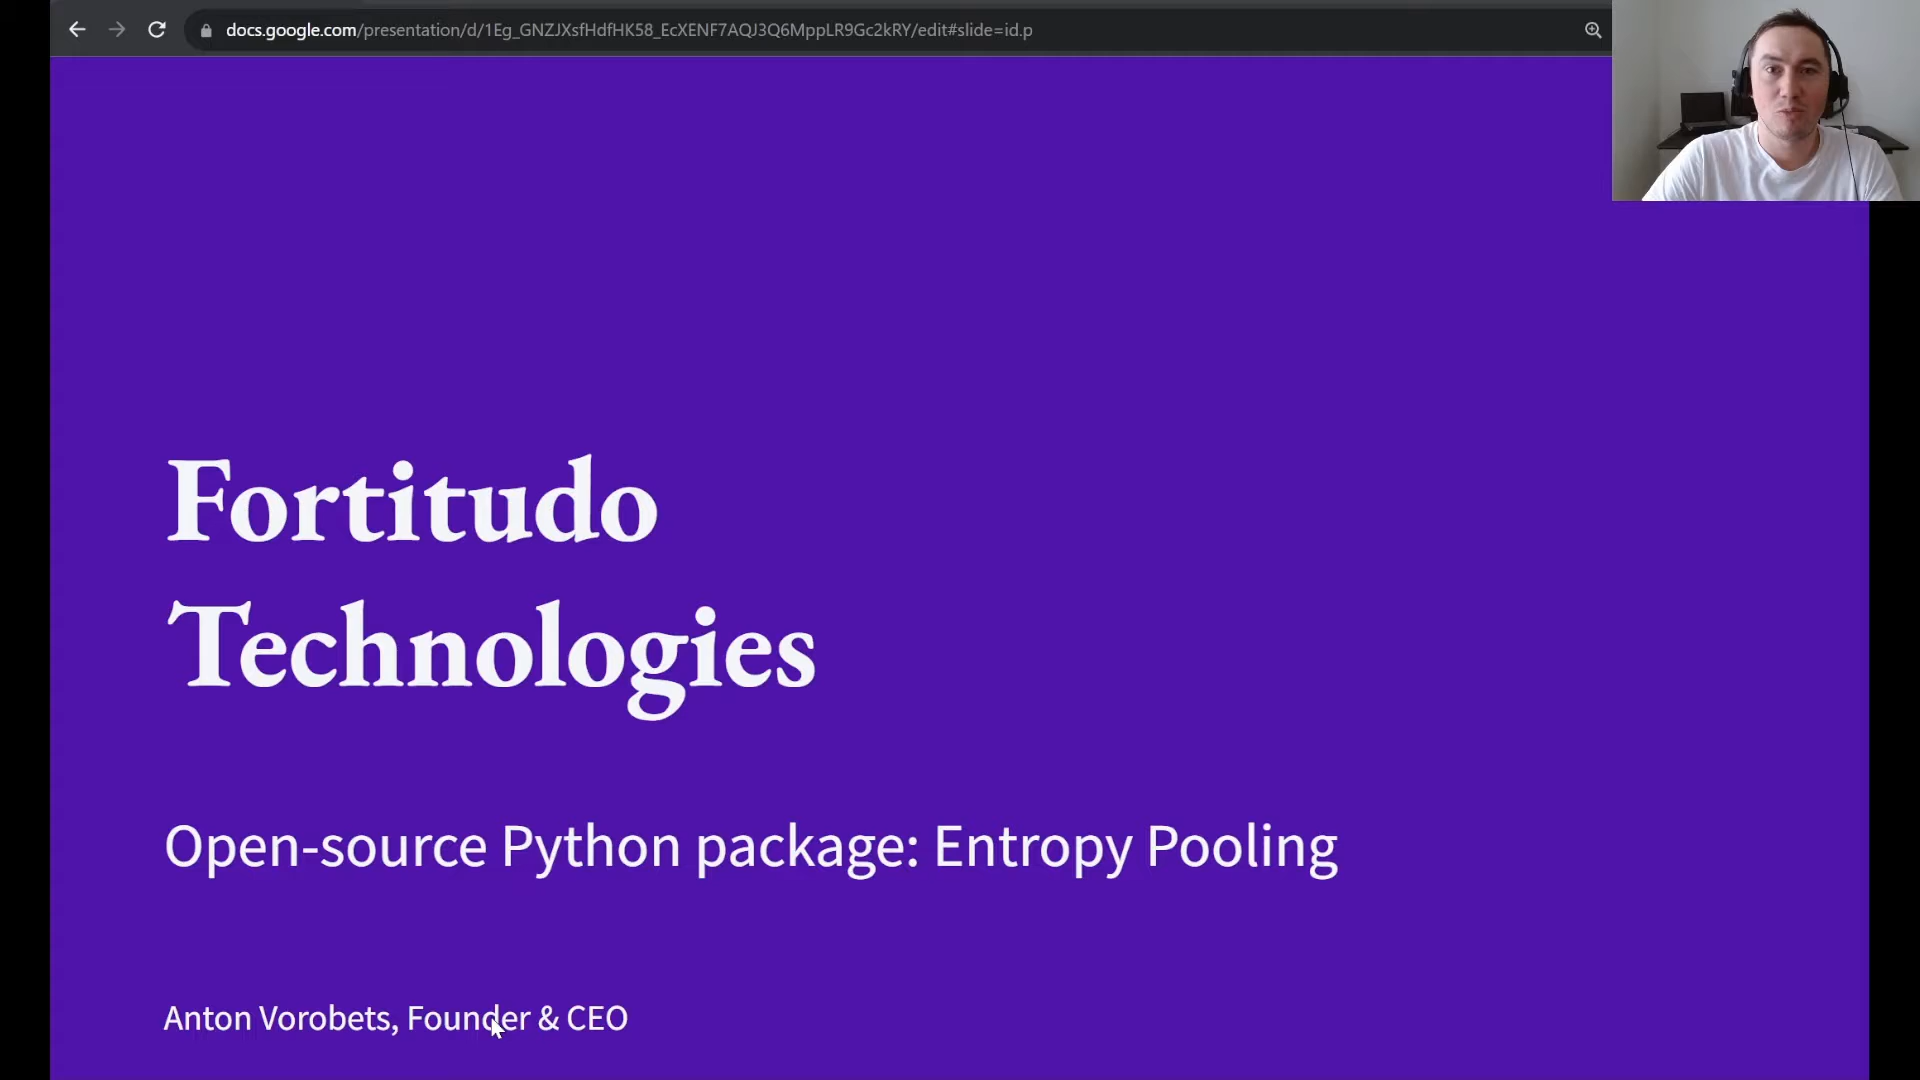 docs.google.com/presentation/d/1Eg_GNZJXsfHdfHK58_EcXENF7AQJ3Q6MppLR9Gc2kRY/edit#slide=id.p
Fortitudo
Technologies
Open-source Python package: Entropy Pooling
Anton Vorobets, Founder & CEO